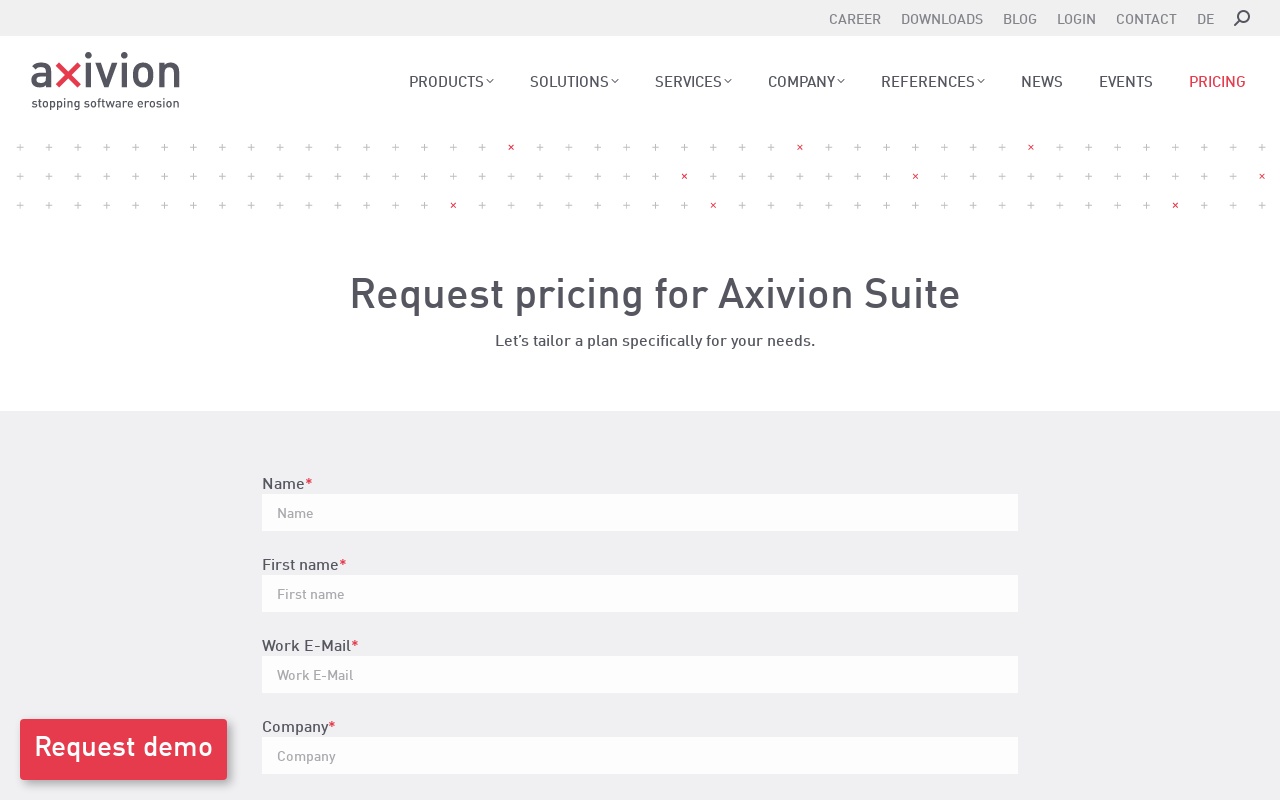 CAREER DOWNLOADS BLOG LOGIN CONTACT DE
axivion
stopping software erosion
PRODUCTS SOLUTIONS SERVICES COMPANY REFERENCES NEWS EVENTS PRICING
Request pricing for Axivion Suite
Let's tailor a plan specifically for your needs.
Name*
Name
First name*
First name
Work E-Mail*
Work E-Mail
Company*
Company
Request demo